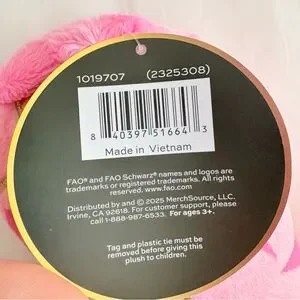 1019707 (2325308)
8 40397 51664 3
Made in Vietnam
FAO® and FAO Schwarz® names and logos are
trademarks or registered trademarks. All rights
reserved. www.fao.com
Distributed by and © 2025 MerchSource, LLC.
Irvine, CA 92618. For customer support, please
call 1-888-987-6533. For ages 3+.
Tag and plastic tie must be
removed before giving this
plush to children.